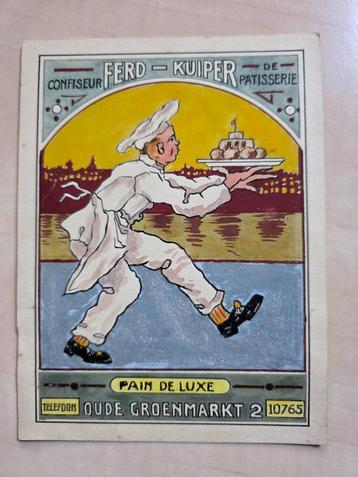 CONFISEUR FERD — KUIPER DE PATISSERIE
PAIN DE LUXE
TELEFOON OUDE GROENMARKT 2 10765